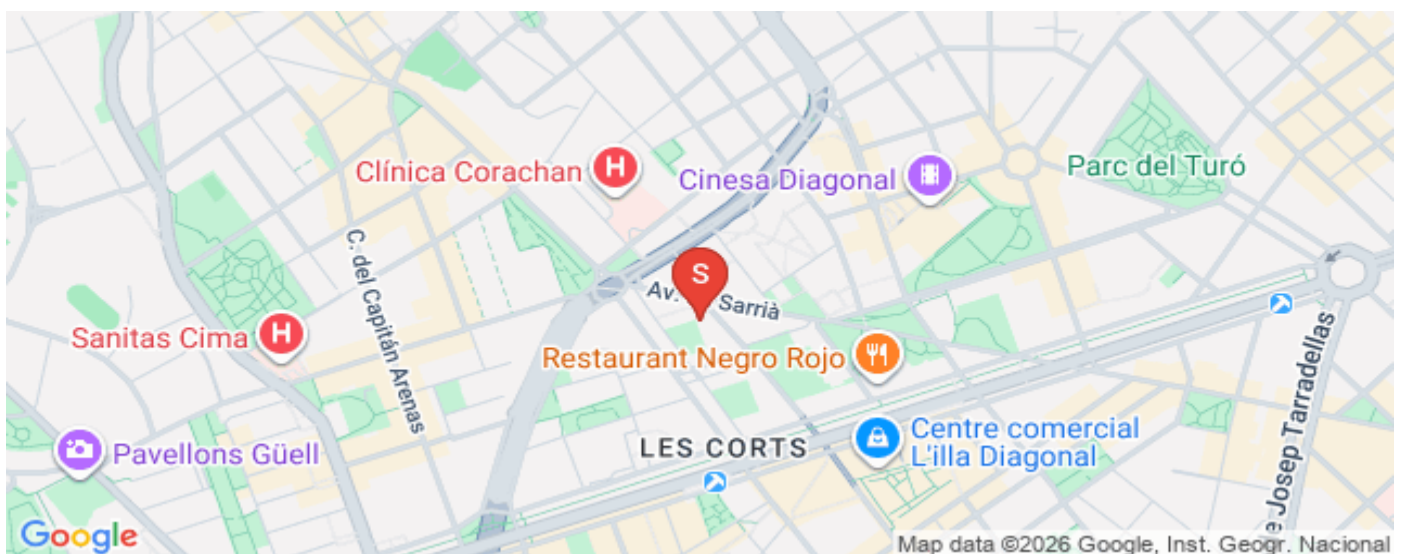 Clínica Corachan
H
Cinesa Diagonal
Parc del Turó
C. del Capitán Arenas
S
Av.
Sarrià
Sanitas Cima
H
Restaurant Negro Rojo
LES CORTS
Centre comercial
L'illa Diagonal
Pavellons Güell
e Josep Tarradellas
Google
Map data ©2026 Google, Inst. Geogr. Nacional